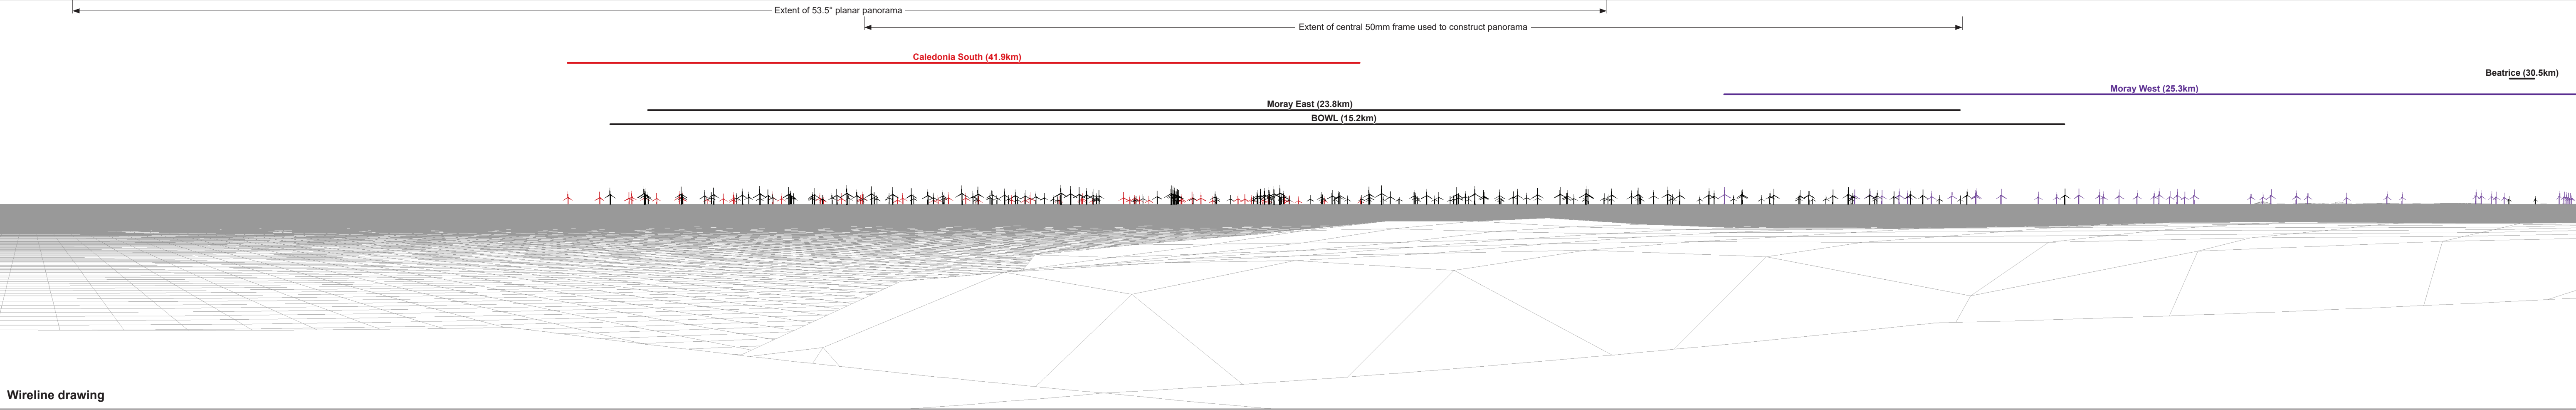 Extent of 53.5° planar panorama
Extent of central 50mm frame used to construct panorama
Caledonia South (41.9km)
Beatrice (30.5km)
Moray West (25.3km)
Moray East (23.8km)
BOWL (15.2km)
Wireline drawing